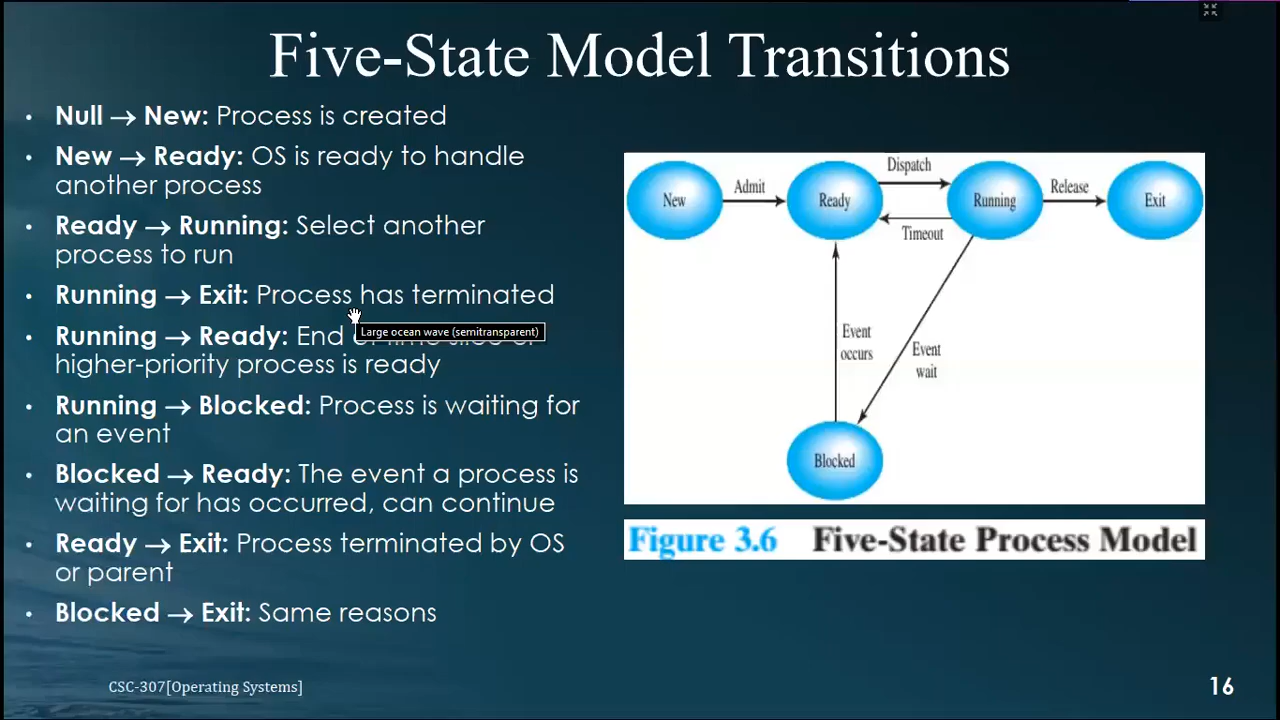 Five-State Model Transitions
• Null → New: Process is created
• New → Ready: OS is ready to handle
another process
• Ready → Running: Select another
process to run
• Running → Exit: Process has terminated
• Running → Ready: End
Large ocean wave (semitransparent)
higher-priority process is ready
• Running → Blocked: Process is waiting for
an event
• Blocked → Ready: The event a process is
waiting for has occurred, can continue
• Ready → Exit: Process terminated by OS
or parent
• Blocked → Exit: Same reasons
New
Admit
Ready
Dispatch
Timeout
Running
Release
Exit
Event
occurs
Event
wait
Blocked
Figure 3.6 Five-State Process Model
CSC-307[Operating Systems]
16